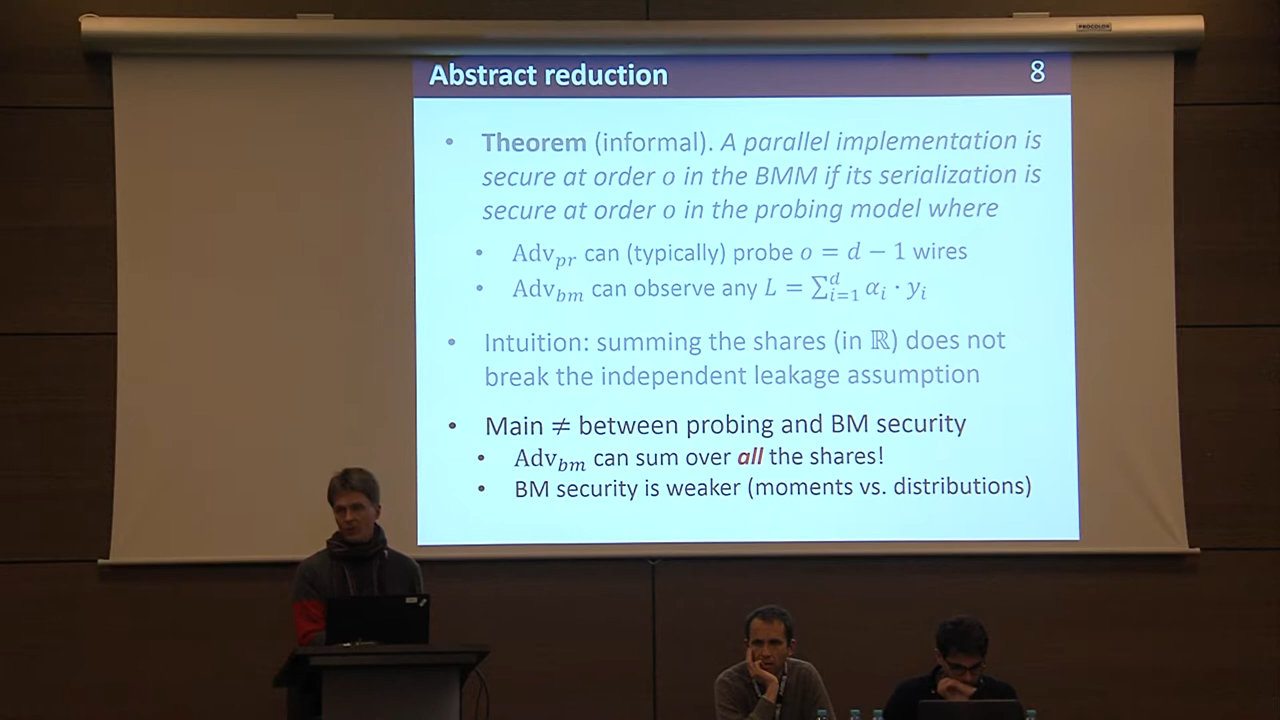 PROCOLOR
Abstract reduction 8
• Theorem (informal). A parallel implementation is
secure at order o in the BMM if its serialization is
secure at order o in the probing model where
• Adv_pr can (typically) probe o = d − 1 wires
• Adv_bm can observe any L = ∑_{i=1}^{d} α_i · y_i
• Intuition: summing the shares (in ℝ) does not
break the independent leakage assumption
• Main ≠ between probing and BM security
• Adv_bm can sum over all the shares!
• BM security is weaker (moments vs. distributions)